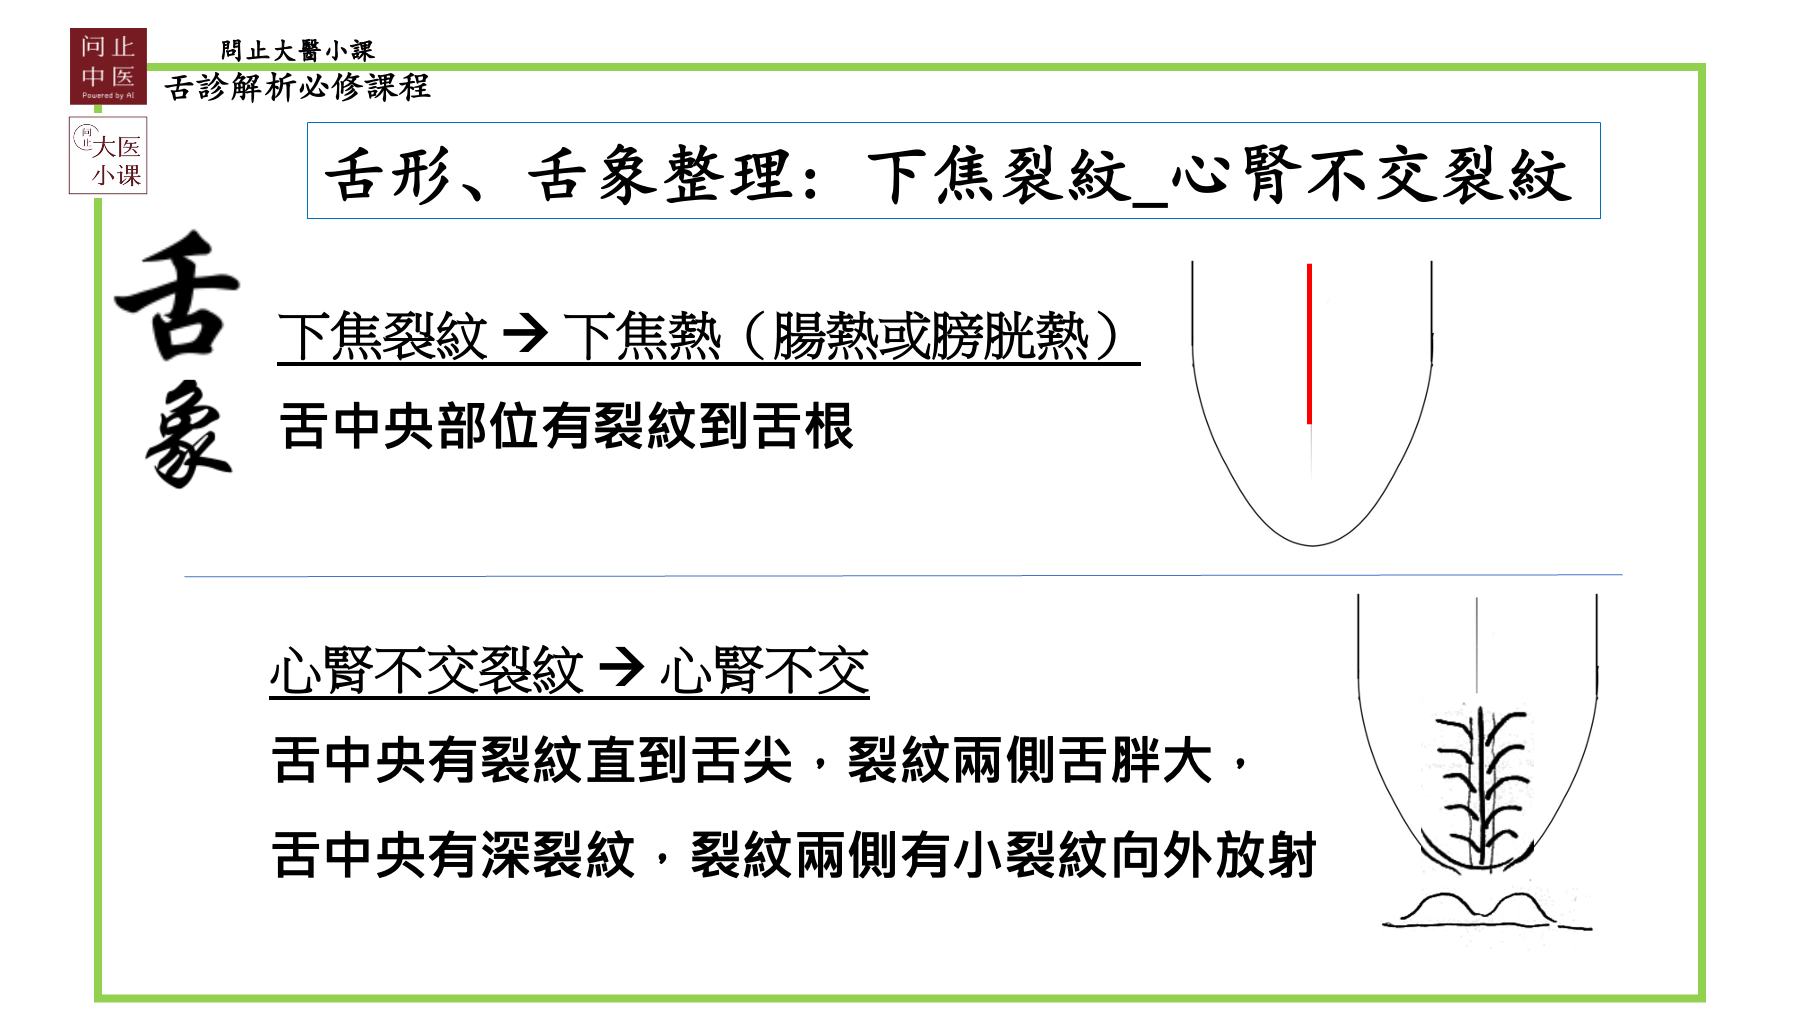 问止
中医
Powered by AI
問止大醫小課
舌診解析必修課程
问止
大医
小课
舌形、舌象整理：下焦裂紋_心腎不交裂紋
舌象
下焦裂紋→下焦熱（腸熱或膀胱熱）
舌中央部位有裂紋到舌根
心腎不交裂紋→心腎不交
舌中央有裂紋直到舌尖，裂紋兩側舌胖大，
舌中央有深裂紋，裂紋兩側有小裂紋向外放射